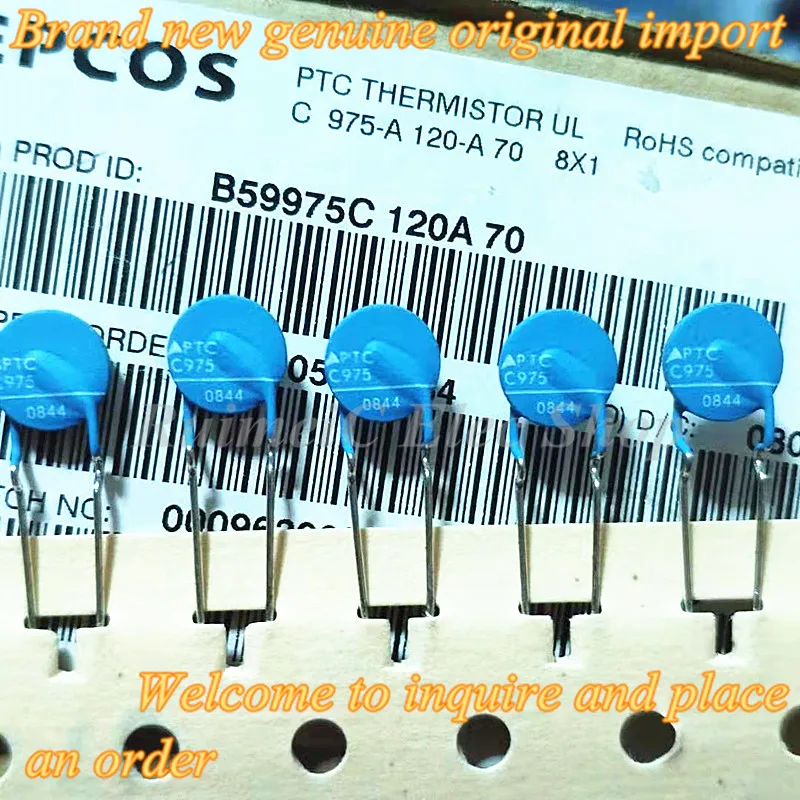 Brand new genuine original import
EPCOS
PTC THERMISTOR UL
RoHS compati
C 975-A 120-A 70 8X1
PROD ID:
B59975C 120A 70
ORDE
05
4
D/C:
080
PTC
C975
0844
PTC
C975
0844
PTC
C975
0844
PTC
C975
0844
PTC
C975
0844
TCH NO:
Welcome to inquire and place
an order